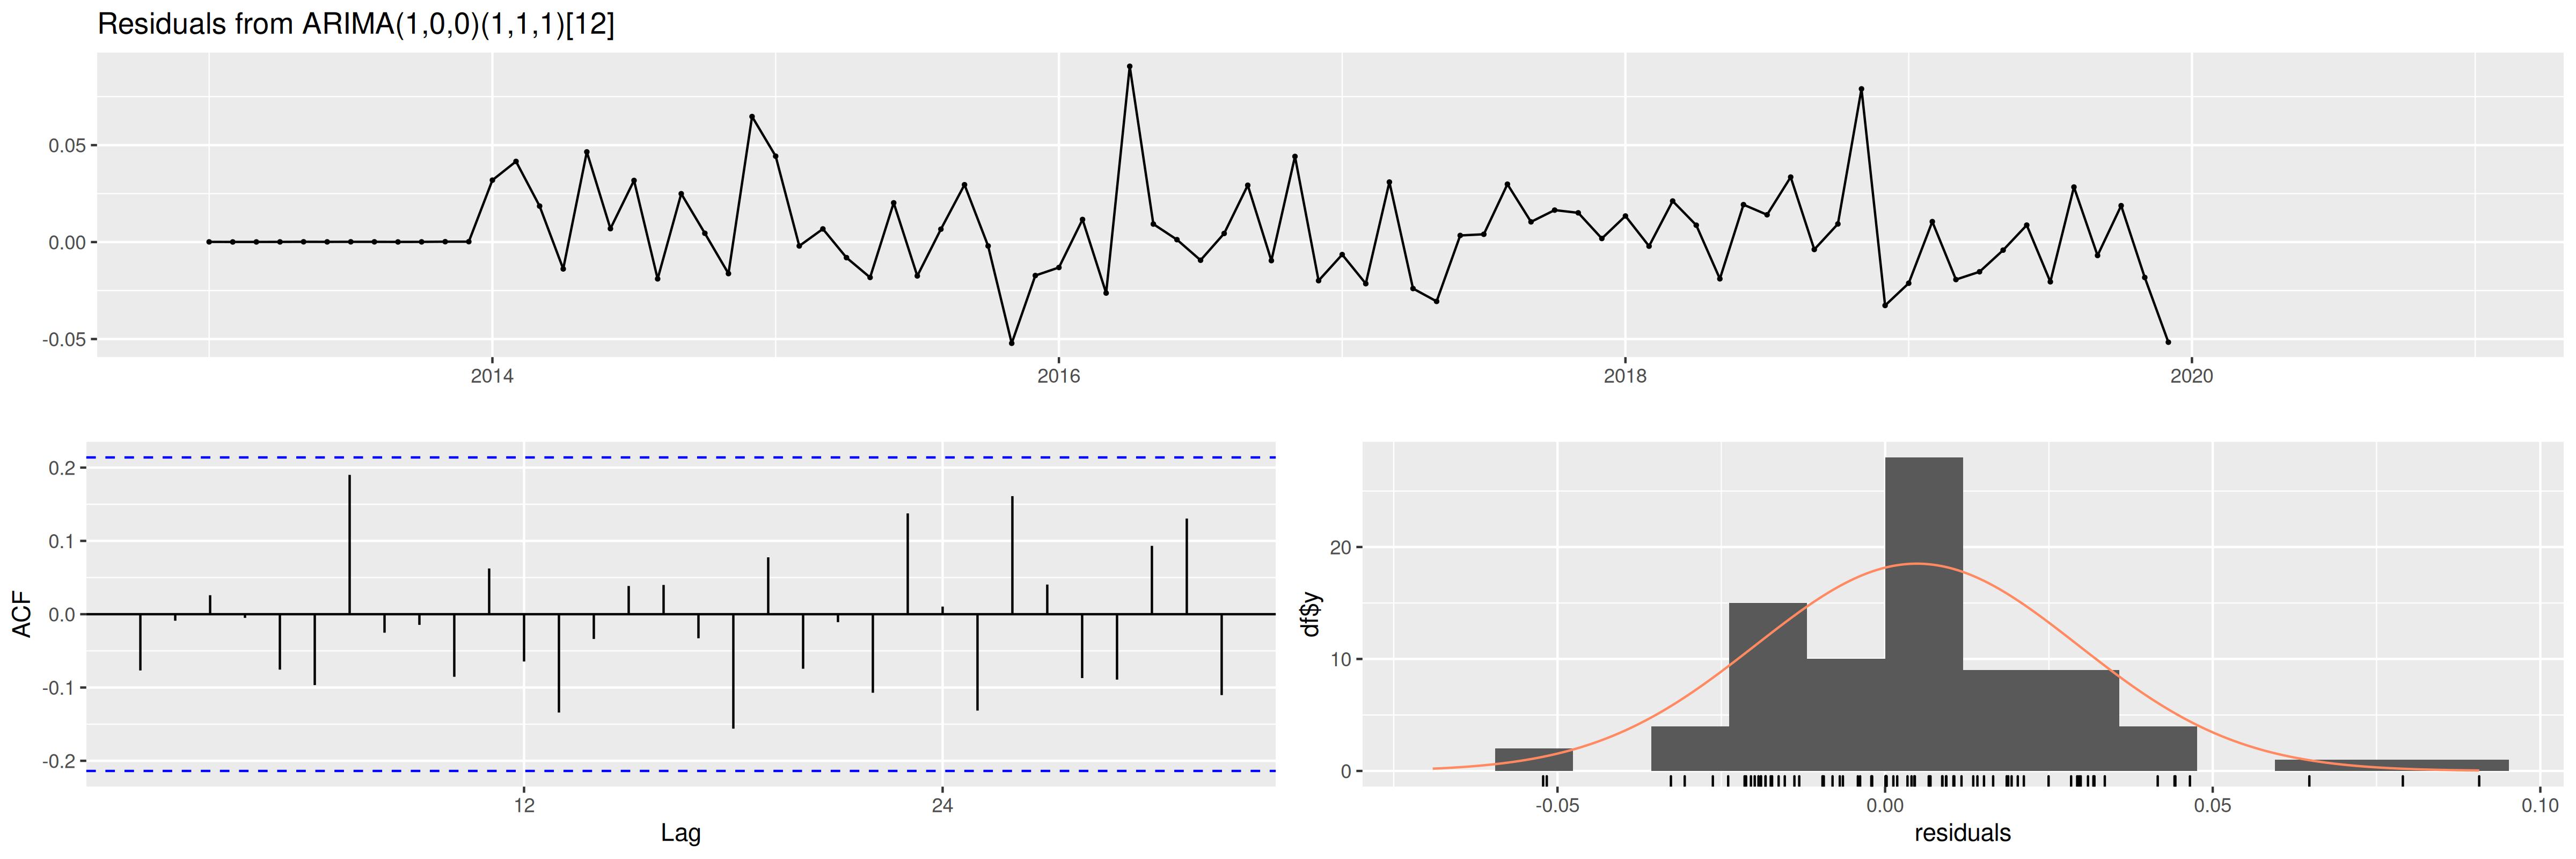 Residuals from ARIMA(1,0,0)(1,1,1)[12]
0.05
0.00
-0.05
2014 2016 2018 2020
ACF
0.2
0.1
0.0
-0.1
-0.2
12 24
Lag
df$y
20
10
0
-0.05 0.00 0.05 0.10
residuals